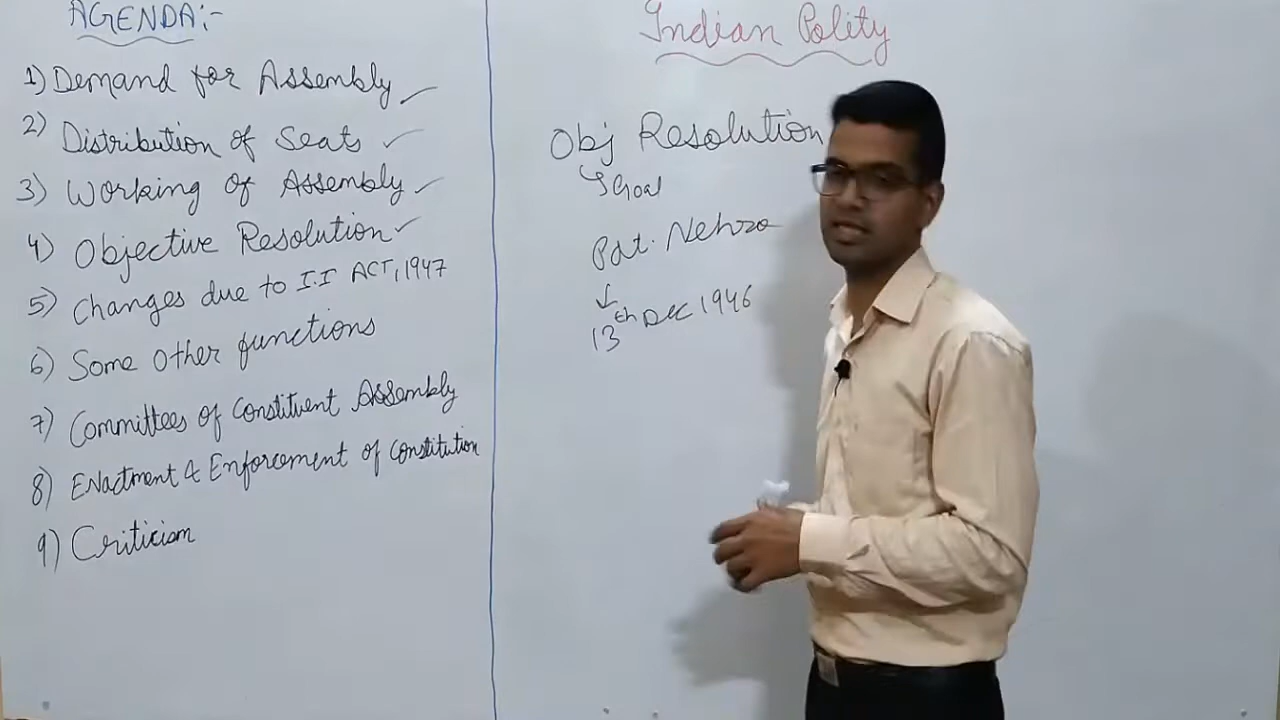 AGENDA:-
1) Demand for Assembly
2) Distribution of Seats
3) Working of Assembly
4) Objective Resolution
5) Changes due to I.I ACT, 1947
6) Some Other functions
7) Committees of Constituent Assembly
8) Enactment & Enforcement of Constitution
9) Criticism
Indian Polity
Obj Resolution
Goal
Pdt. Nehru
13th Dec 1946